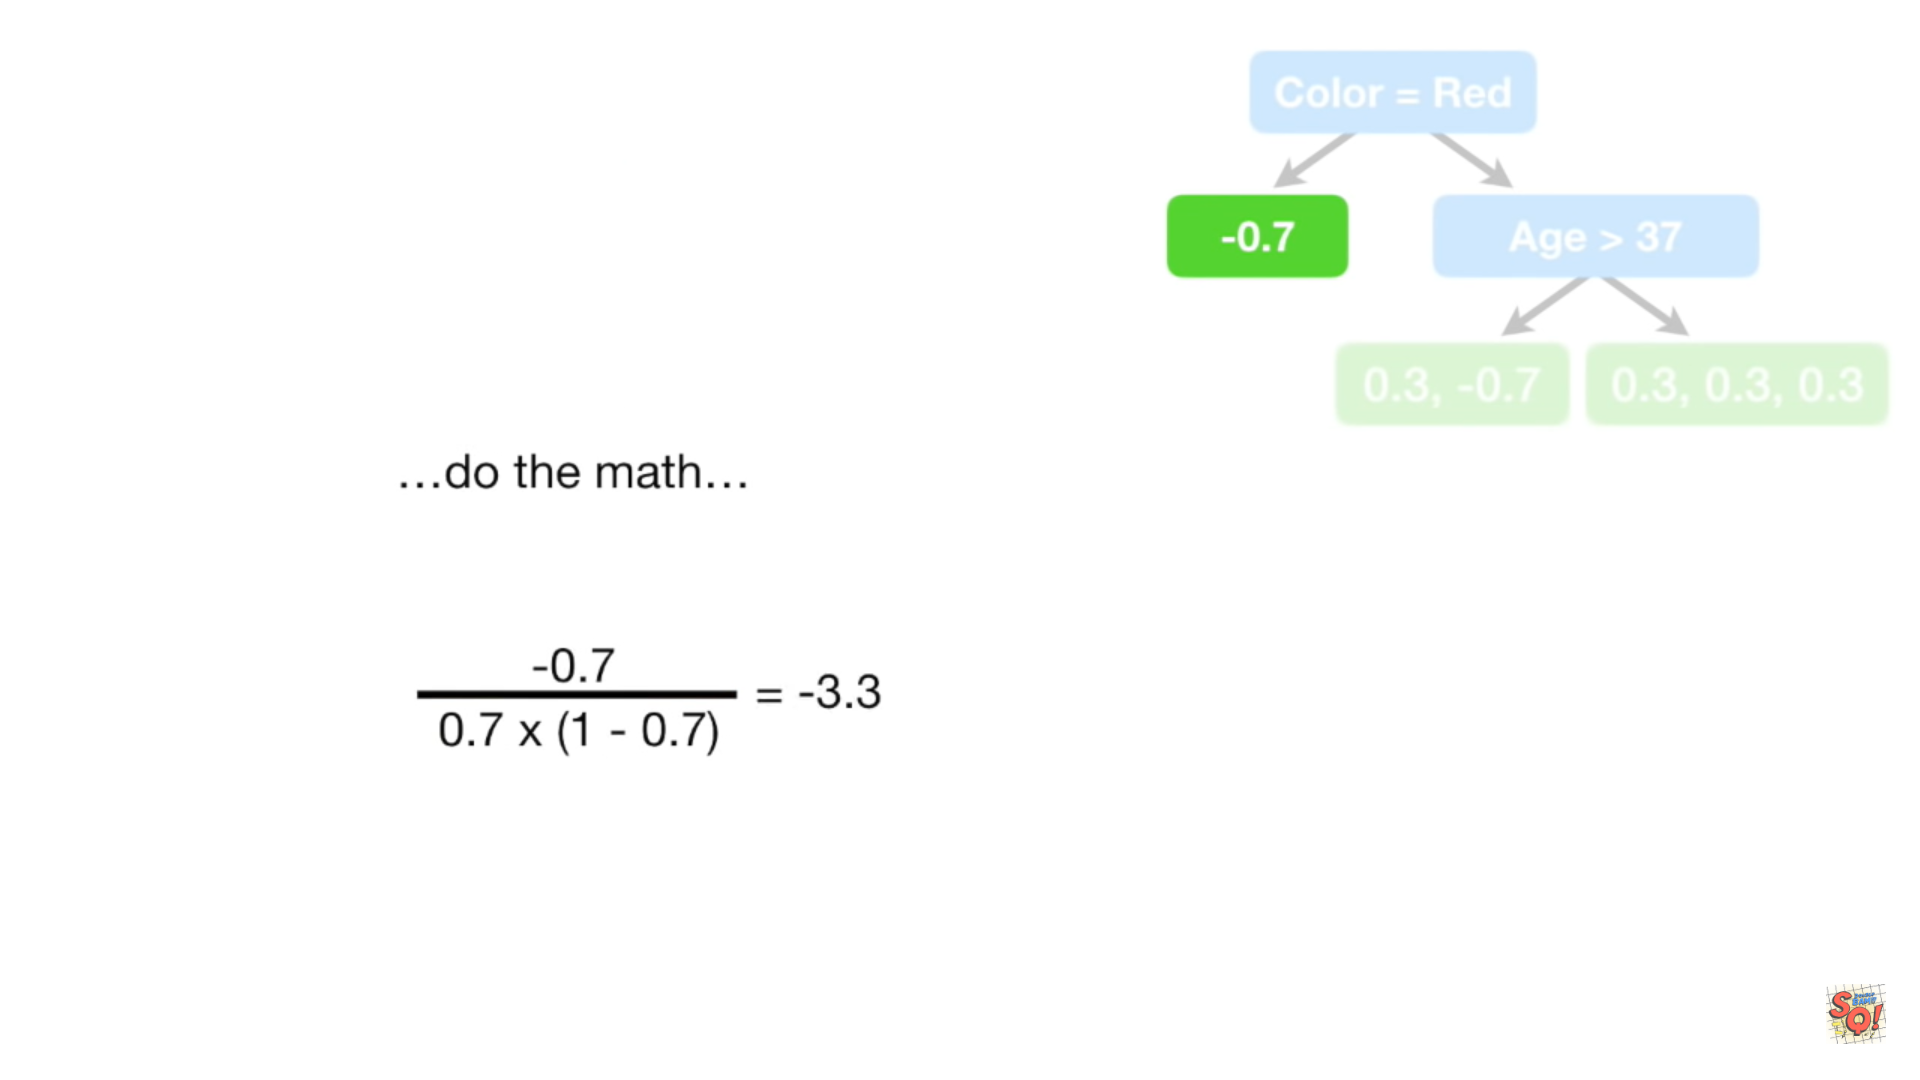 Color = Red
-0.7
Age > 37
0.3, -0.7
0.3, 0.3, 0.3
…do the math…
-0.7
0.7 x (1 - 0.7)
= -3.3
SQ!